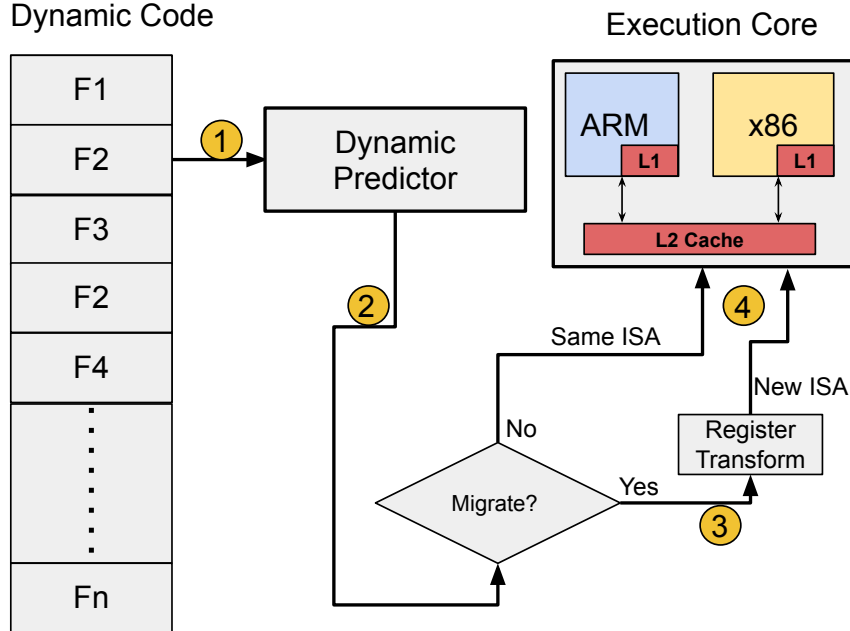 Dynamic Code
Execution Core
F1
F2
F3
F2
F4
Fn
1
Dynamic
Predictor
ARM
L1
x86
L1
L2 Cache
2
4
Same ISA
New ISA
No
Register
Transform
Migrate?
Yes
3